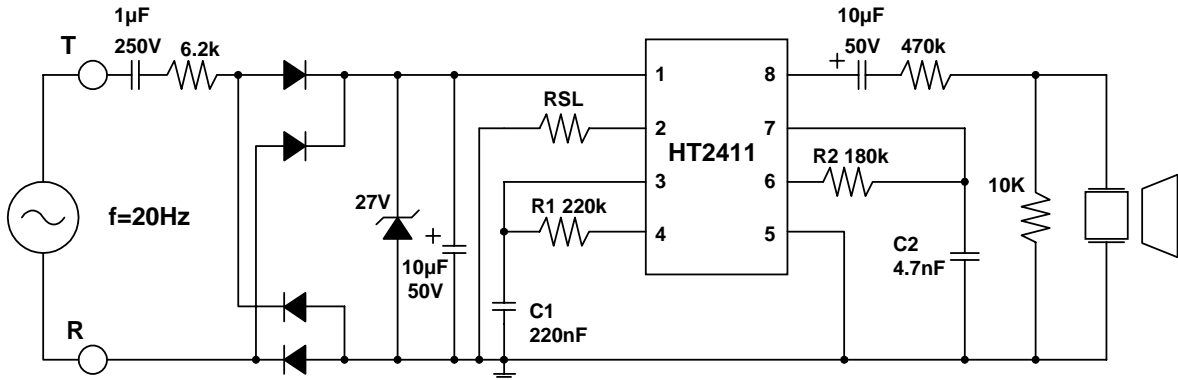 1µF
250V
T
6.2k
10µF
50V
470k
+
1
8
RSL
2
7
HT2411
R2 180k
3
6
10K
27V
R1 220k
f=20Hz
4
5
+
10µF
50V
C2
4.7nF
C1
220nF
R